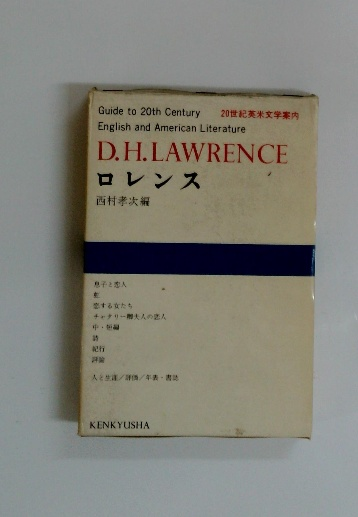 Guide to 20th Century 20世紀英米文学案内
English and American Literature
D.H.LAWRENCE
ロレンス
西村孝次編
息子と恋人
虹
恋する女たち
チャタリー卿夫人の恋人
中・短編
詩
紀行
評論
人と生涯／評価／年表・書誌
KENKYUSHA